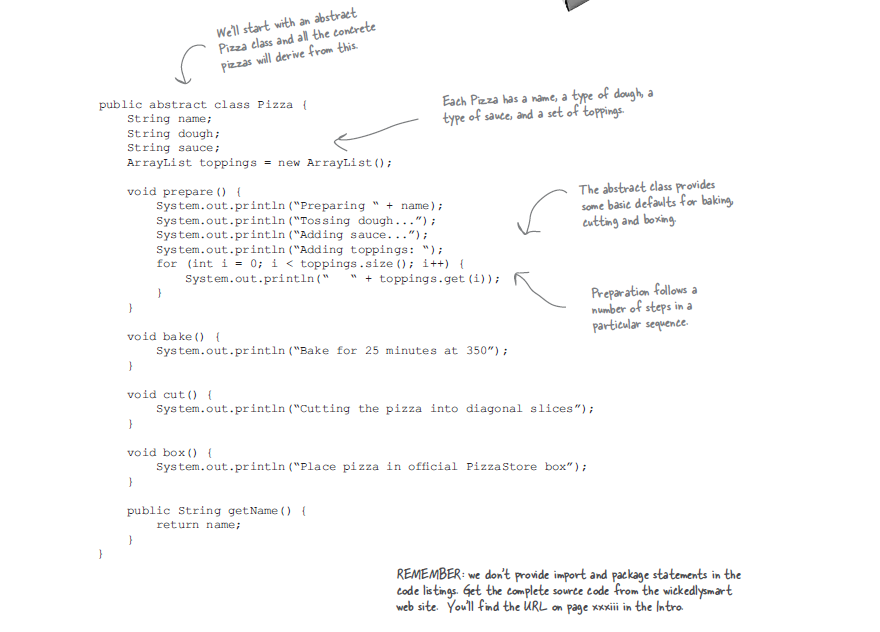 We'll start with an abstract
Pizza class and all the concrete
pizzas will derive from this.
public abstract class Pizza {
    String name;
    String dough;
    String sauce;
    ArrayList toppings = new ArrayList();
Each Pizza has a name, a type of dough, a
type of sauce, and a set of toppings.
    void prepare() {
        System.out.println(“Preparing “ + name);
        System.out.println(“Tossing dough...”);
        System.out.println(“Adding sauce...”);
        System.out.println(“Adding toppings: “);
        for (int i = 0; i < toppings.size(); i++) {
            System.out.println(“   “ + toppings.get(i));
        }
    }
The abstract class provides
some basic defaults for baking,
cutting and boxing.
Preparation follows a
number of steps in a
particular sequence.
    void bake() {
        System.out.println(“Bake for 25 minutes at 350”);
    }
    void cut() {
        System.out.println(“Cutting the pizza into diagonal slices”);
    }
    void box() {
        System.out.println(“Place pizza in official PizzaStore box”);
    }
    public String getName() {
        return name;
    }
}
REMEMBER: we don't provide import and package statements in the
code listings. Get the complete source code from the wickedlysmart
web site. You'll find the URL on page xxxiii in the Intro.